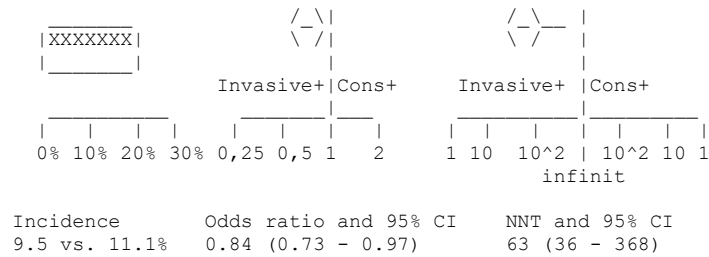 XXXXXXX
Invasive+|Cons+ Invasive+ |Cons+
0% 10% 20% 30% 0,25 0,5 1 2 1 10 10^2 | 10^2 10 1
infinit
Incidence Odds ratio and 95% CI NNT and 95% CI
9.5 vs. 11.1% 0.84 (0.73 - 0.97) 63 (36 - 368)